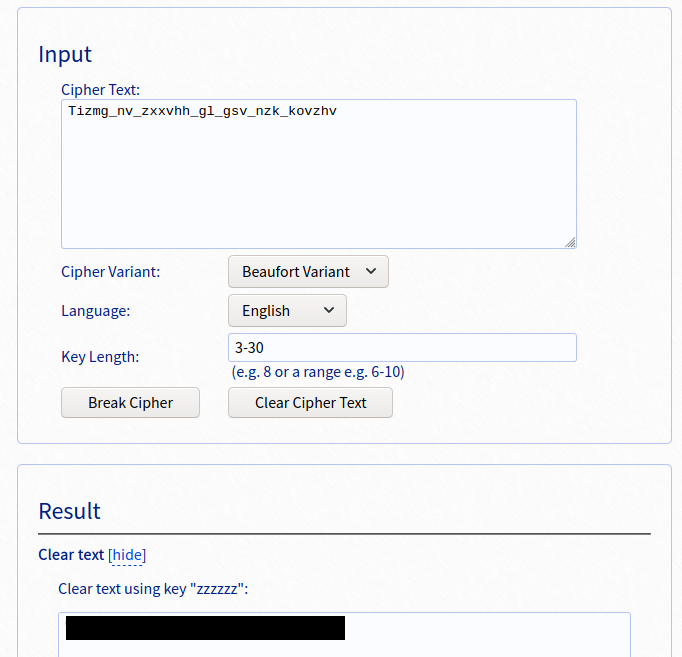 Input
Cipher Text:
Tizmg_nv_zxxvhh_gl_gsv_nzk_kovzhv
Cipher Variant: Beaufort Variant
Language: English
Key Length: 3-30
(e.g. 8 or a range e.g. 6-10)
Break Cipher Clear Cipher Text
Result
Clear text [hide]
Clear text using key "zzzzzz":